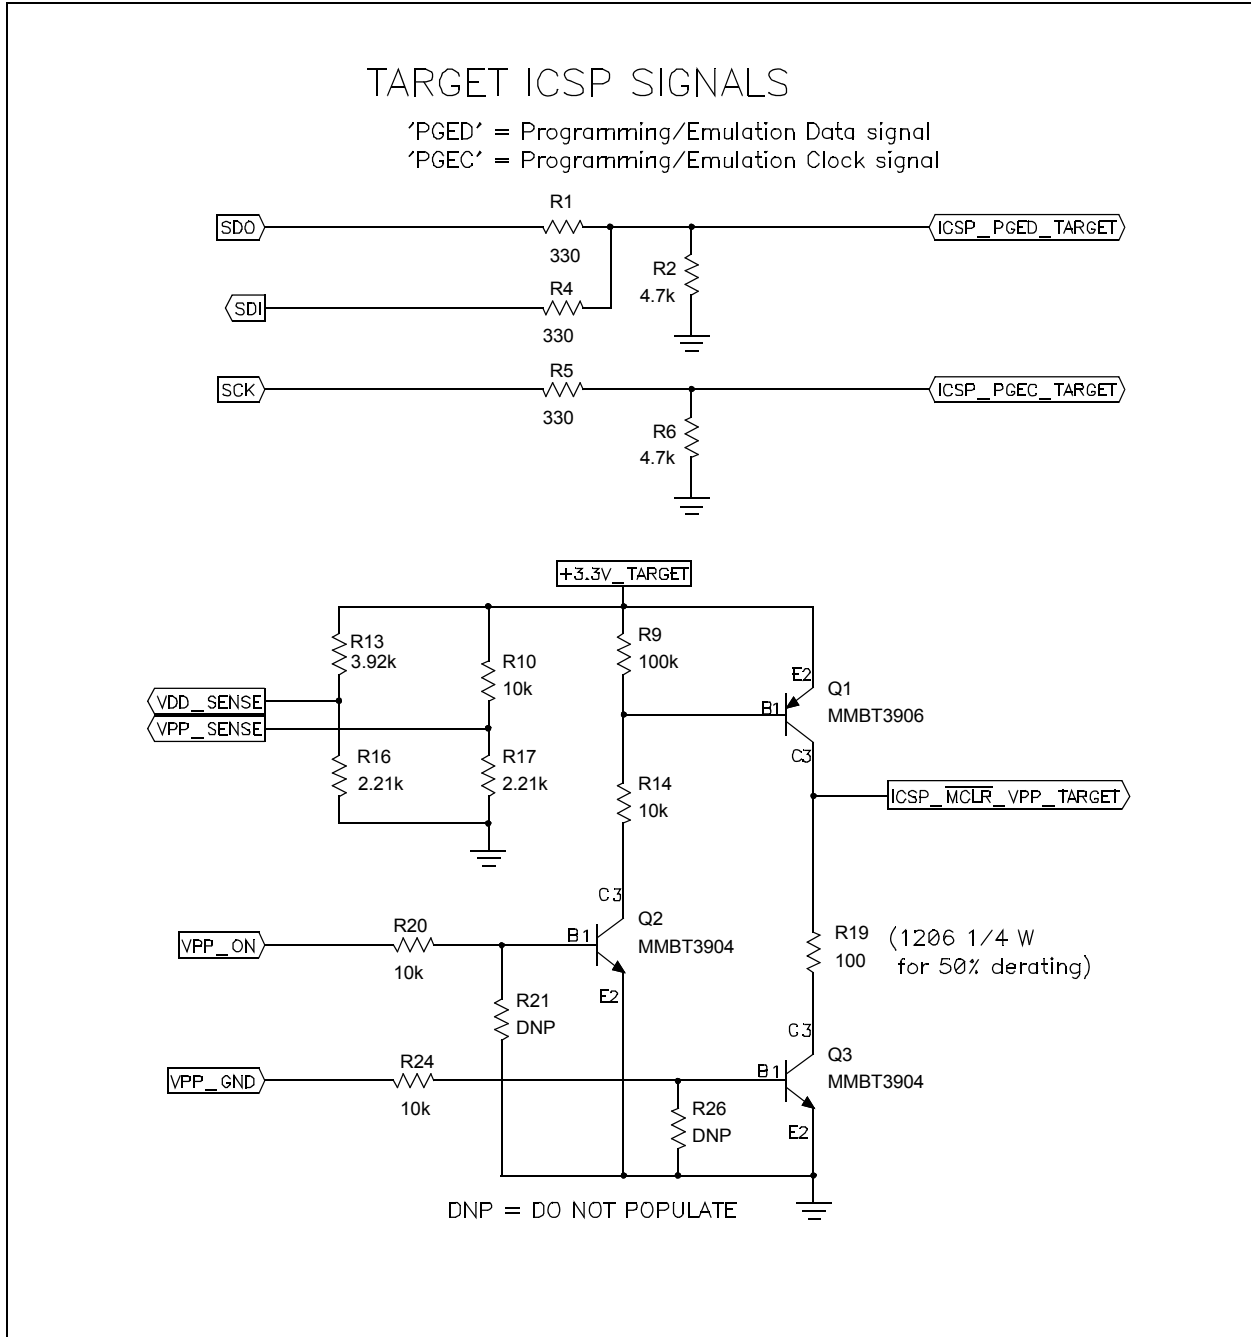 TARGET ICSP SIGNALS
'PGED' = Programming/Emulation Data signal
'PGEC' = Programming/Emulation Clock signal
R1
SDO
ICSP_PGED_TARGET
330
R2
4.7k
R4
SDI
330
R5
SCK
ICSP_PGEC_TARGET
330
R6
4.7k
+3.3V_TARGET
R13
3.92k
R10
10k
R9
100k
E2
Q1
B1
MMBT3906
C3
VDD_SENSE
VPP_SENSE
R16
2.21k
R17
2.21k
R14
10k
ICSP_MCLR_VPP_TARGET
C3
Q2
B1
MMBT3904
E2
R20
VPP_ON
10k
R21
DNP
R19
100
(1206 1/4 W
for 50% derating)
C3
Q3
B1
MMBT3904
E2
R24
VPP_GND
10k
R26
DNP
DNP = DO NOT POPULATE